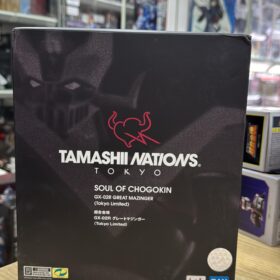 TAMASHII NATIONS
TOKYO
SOUL OF CHOGOKIN
GX-02R GREAT MAZINGER
(Tokyo Limited)
超合金魂
GX-02R グレートマジンガー
(Tokyo Limited)